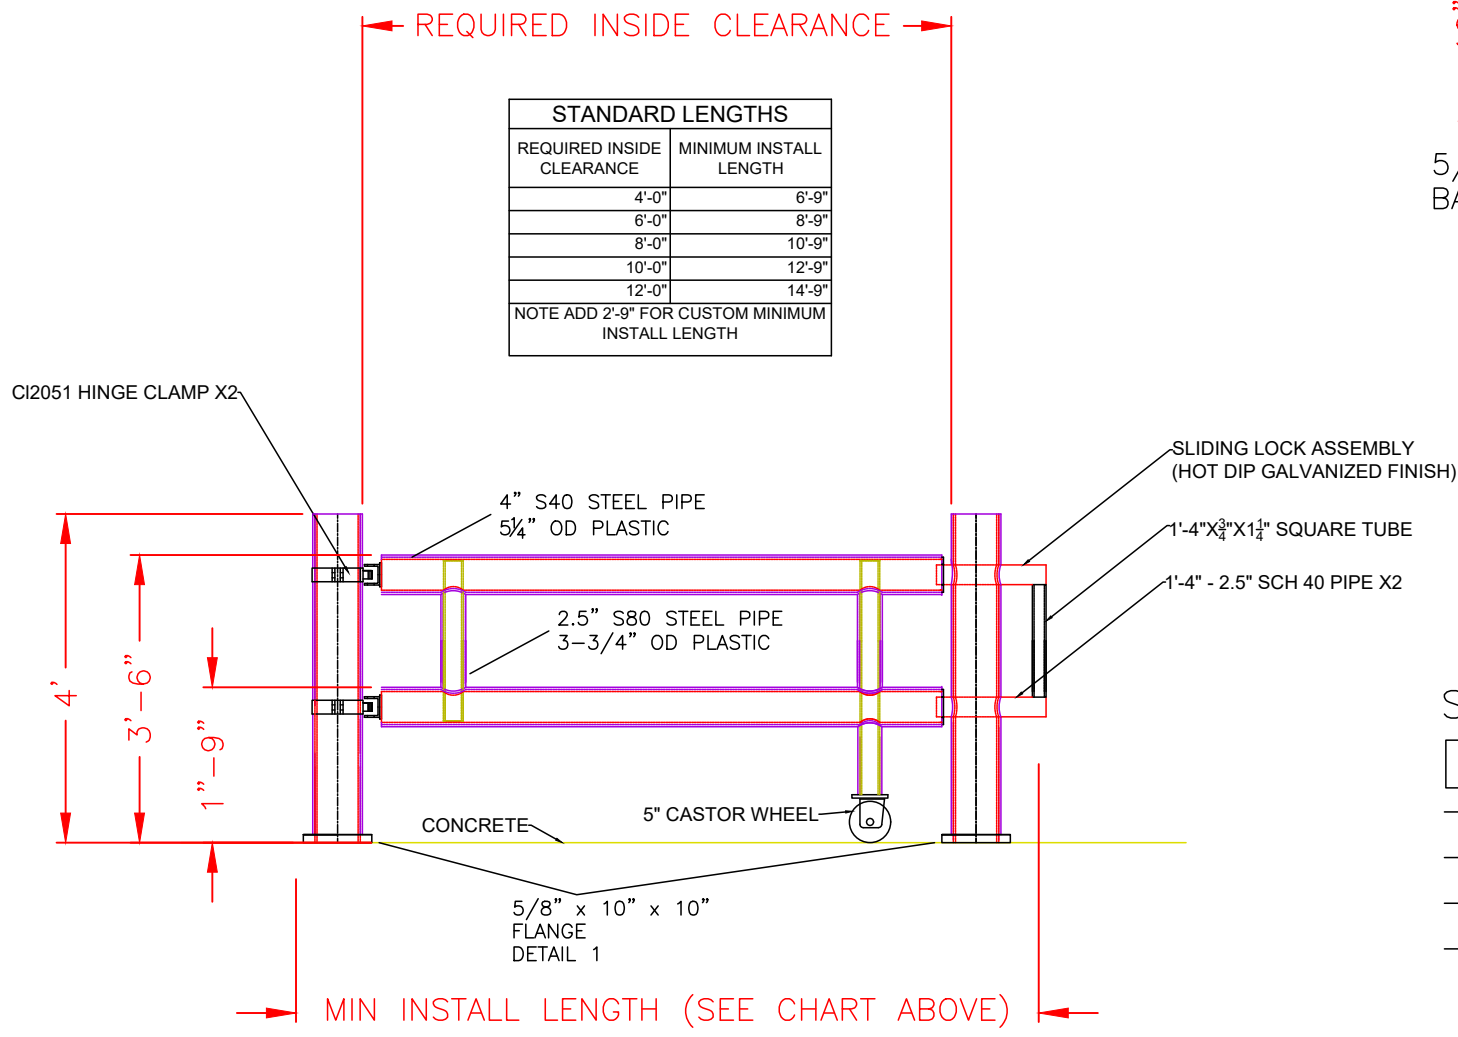 REQUIRED INSIDE CLEARANCE
STANDARD LENGTHS
REQUIRED INSIDE CLEARANCE
MINIMUM INSTALL LENGTH
4'-0" 6'-9"
6'-0" 8'-9"
8'-0" 10'-9"
10'-0" 12'-9"
12'-0" 14'-9"
NOTE ADD 2'-9" FOR CUSTOM MINIMUM
INSTALL LENGTH
5/
BA
CI2051 HINGE CLAMP X2
SLIDING LOCK ASSEMBLY
(HOT DIP GALVANIZED FINISH)
4" S40 STEEL PIPE
5¼" OD PLASTIC
1'-4"X¾"X1¼" SQUARE TUBE
1'-4" - 2.5" SCH 40 PIPE X2
2.5" S80 STEEL PIPE
3-3/4" OD PLASTIC
4'
3'-6"
1"-9"
5" CASTOR WHEEL
CONCRETE
5/8" x 10" x 10"
FLANGE
DETAIL 1
MIN INSTALL LENGTH (SEE CHART ABOVE)